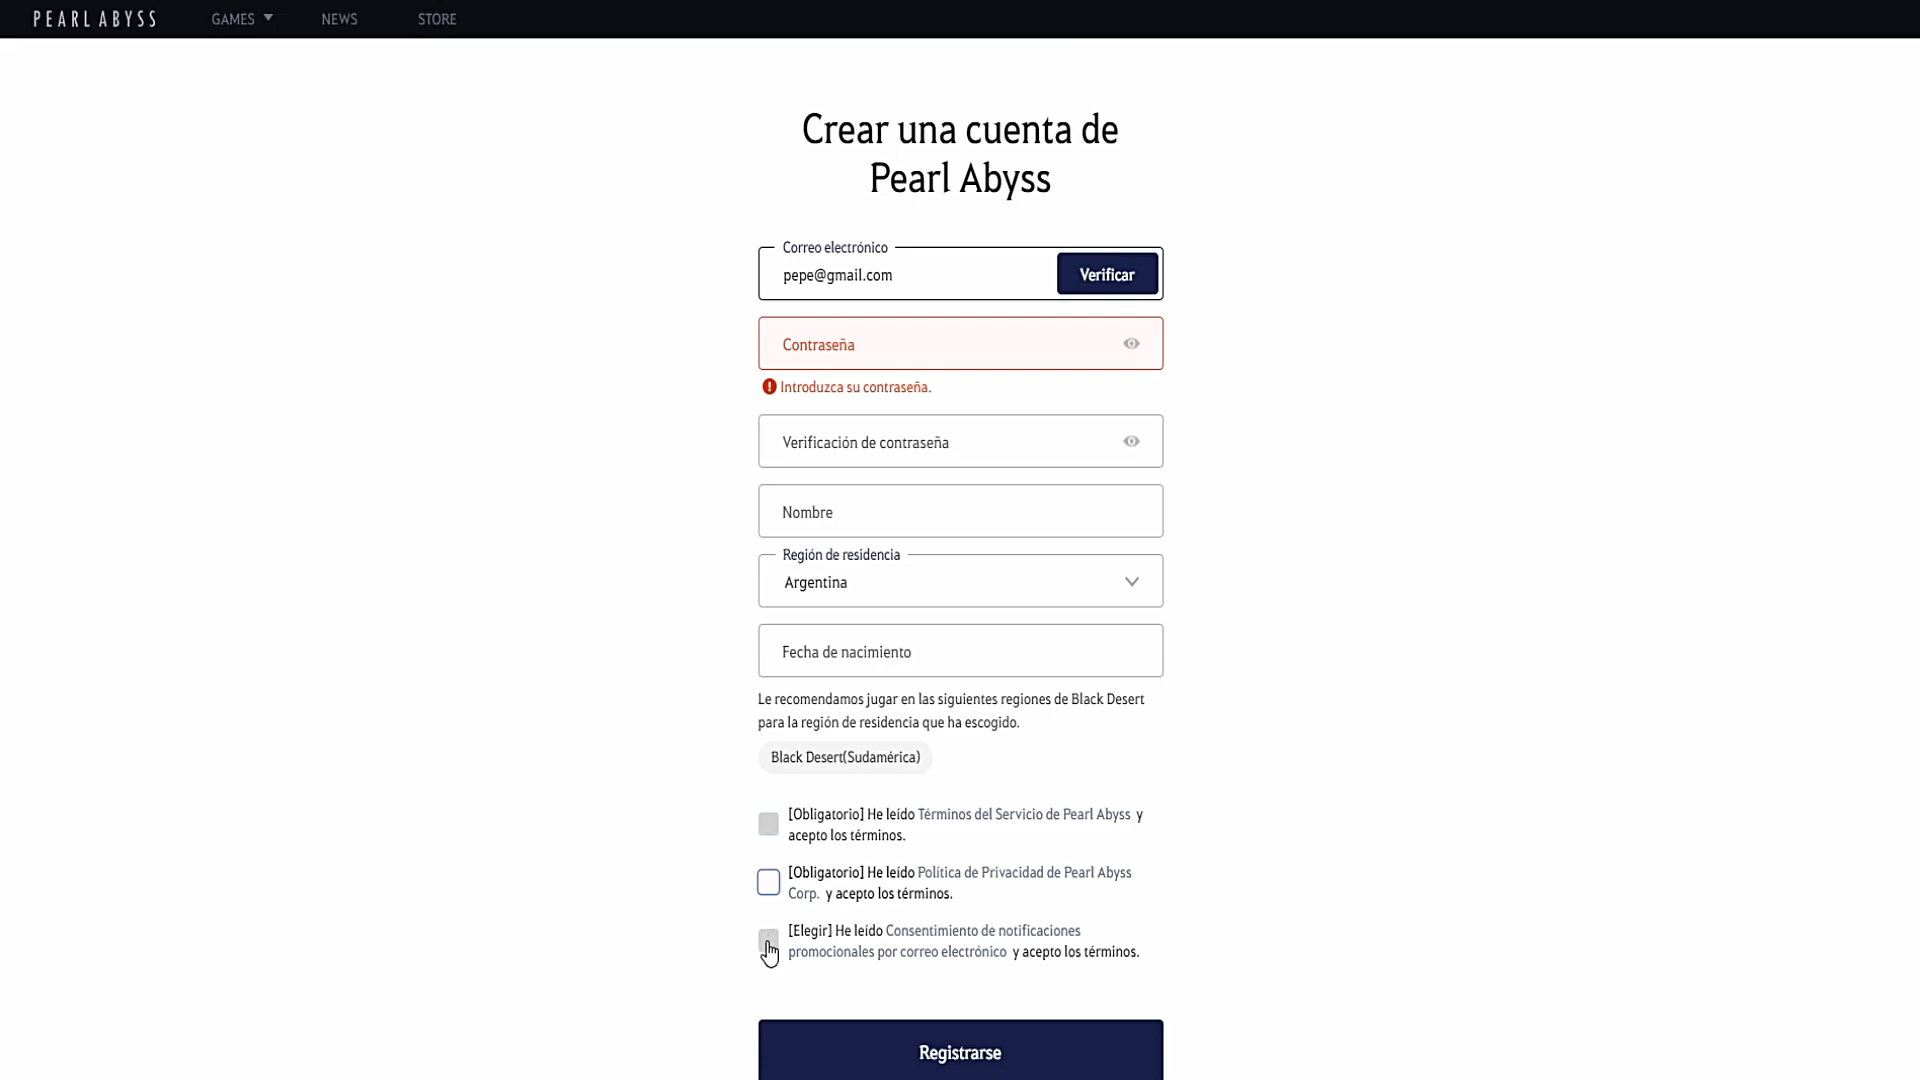 PEARL ABYSS GAMES NEWS STORE
Crear una cuenta de
Pearl Abyss
Correo electrónico
pepe@gmail.com Verificar
Contraseña
Introduzca su contraseña.
Verificación de contraseña
Nombre
Región de residencia
Argentina
Fecha de nacimiento
Le recomendamos jugar en las siguientes regiones de Black Desert
para la región de residencia que ha escogido.
Black Desert(Sudamérica)
[Obligatorio] He leído Términos del Servicio de Pearl Abyss y
acepto los términos.
[Obligatorio] He leído Política de Privacidad de Pearl Abyss
Corp. y acepto los términos.
[Elegir] He leído Consentimiento de notificaciones
promocionales por correo electrónico y acepto los términos.
Registrarse